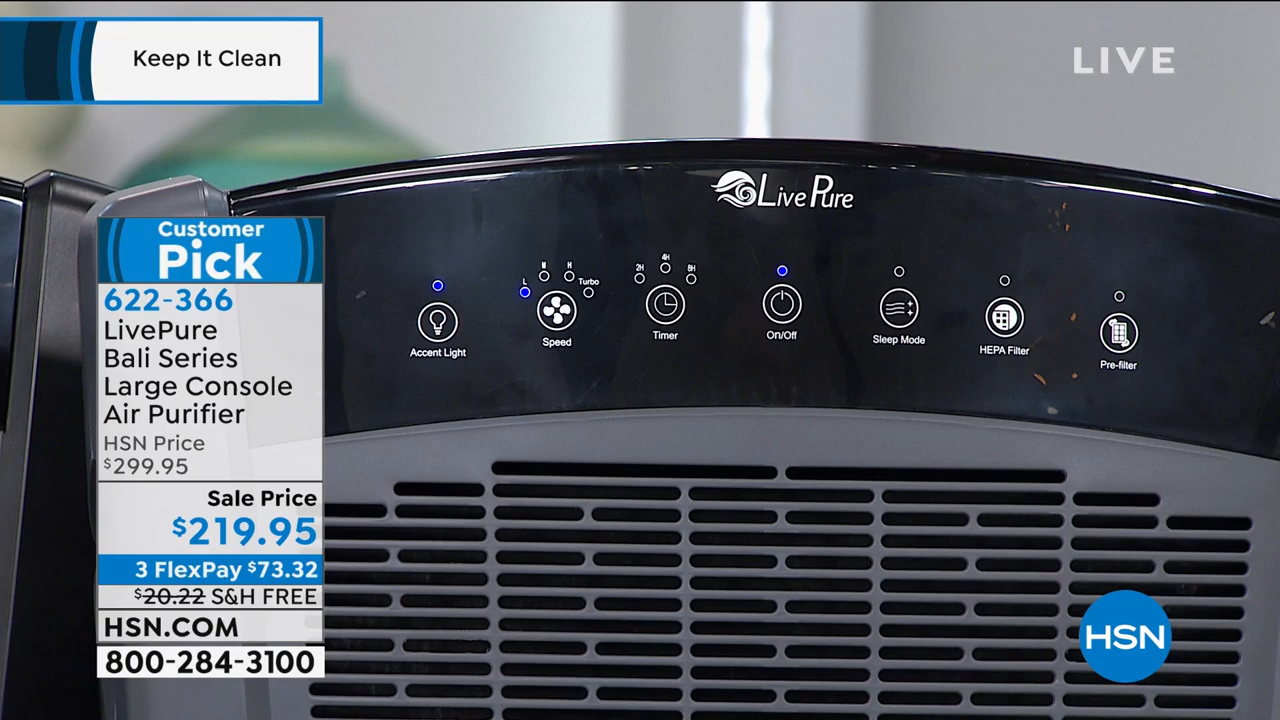 Keep It Clean
LIVE
Live Pure
Customer
Pick
622-366
LivePure
Bali Series
Large Console
Air Purifier
HSN Price
$299.95
Sale Price
$219.95
3 FlexPay $73.32
$20.22 S&H FREE
HSN.COM
800-284-3100
L
M
H
Turbo
2H
4H
8H
Accent Light
Speed
Timer
On/Off
Sleep Mode
HEPA Filter
Pre-filter
HSN